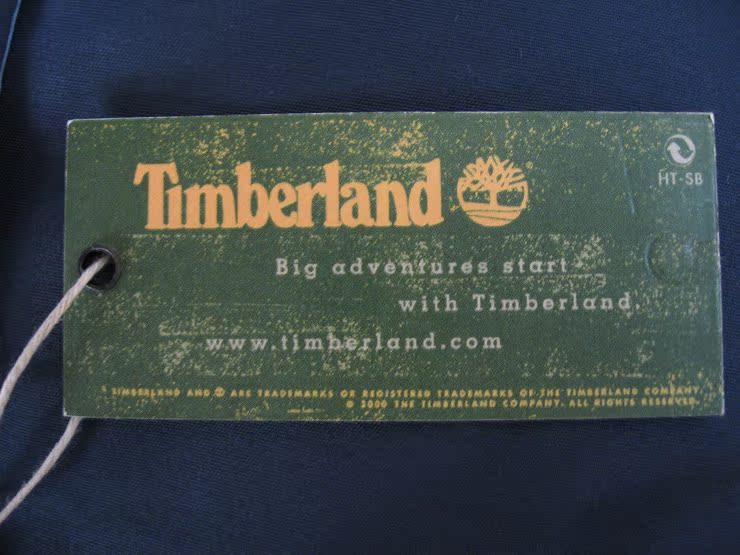 Timberland
HT-SB
Big adventures start
with Timberland.
www.timberland.com
TIMBERLAND AND ARE TRADEMARKS OR REGISTERED TRADEMARKS OF THE TIMBERLAND COMPANY.
© 2000 THE TIMBERLAND COMPANY. ALL RIGHTS RESERVED.